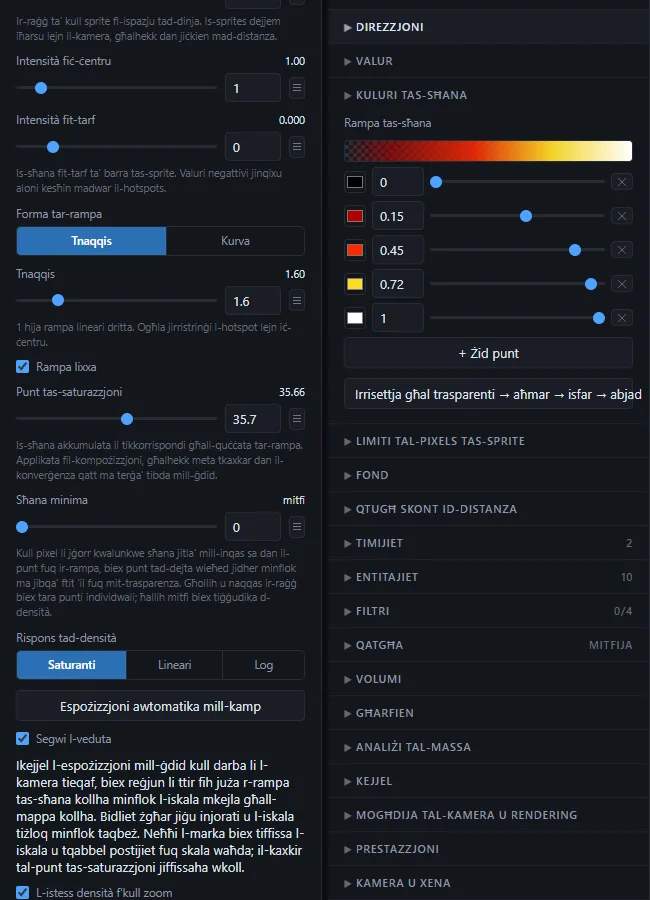 Ir-raġġ ta' kull sprite fl-ispazju tad-dinja. Is-sprites dejjem
iħarsu lejn il-kamera, għalhekk dan jiċkien mad-distanza.
Intensità fiċ-ċentru 1.00
1
Intensità fit-tarf 0.000
0
Is-sħana fit-tarf ta' barra tas-sprite. Valuri negattivi jinqixu
aloni kesħin madwar il-hotspots.
Forma tar-rampa
Tnaqqis Kurva
Tnaqqis 1.60
1.6
1 hija rampa lineari dritta. Ogħla jirristrinġi l-hotspot lejn iċ-
ċentru.
Rampa lixxa
Punt tas-saturazzjoni 35.66
35.7
Is-sħana akkumulata li tikkorrispondi għall-quċċata tar-rampa.
Applikata fil-kompożizzjoni, għalhekk meta tkaxkar dan il-
konverġenza qatt ma terġa' tibda mill-ġdid.
Sħana minima mitfi
0
Kull pixel li jġorr kwalunkwe sħana jitla' mill-inqas sa dan il-
punt fuq ir-rampa, biex punt tad-dejta wieħed jidher minflok
ma jibqa' ftit 'il fuq mit-trasparenza. Għollih u naqqas ir-raġġ
biex tara punti individwali; ħallih mitfi biex tiġġudika d-
densità.
Rispons tad-densità
Saturanti Lineari Log
Espożizzjoni awtomatika mill-kamp
Segwi l-veduta
Ikejjel l-espożizzjoni mill-ġdid kull darba li l-
kamera tieqaf, biex reġjun li ttir fih juża r-rampa
tas-sħana kollha minflok l-iskala mkejla għall-
mappa kollha. Bidliet żgħar jiġu injorati u l-iskala
tiżloq minflok taqbeż. Neħħi l-marka biex tiffissa l-
iskala u tqabbel postijiet fuq skala waħda; il-kaxkir
tal-punt tas-saturazzjoni jiffissaha wkoll.
L-istess densità f'kull zoom
DIREZZJONI
VALUR
KULURI TAS-SĦANA
Rampa tas-sħana
0
0.15
0.45
0.72
1
+ Żid punt
Irrisettja għal trasparenti → aħmar → isfar → abjad
LIMITI TAL-PIXELS TAS-SPRITE
FOND
QTUGĦ SKONT ID-DISTANZA
TIMIJIET 2
ENTITAJIET 10
FILTRI 0/4
QATGĦA MITFIJA
VOLUMI
GĦARFIEN
ANALIŻI TAL-MASSA
KEJJEL
MOGĦDIJA TAL-KAMERA U RENDERING
PRESTAZZJONI
KAMERA U XENA